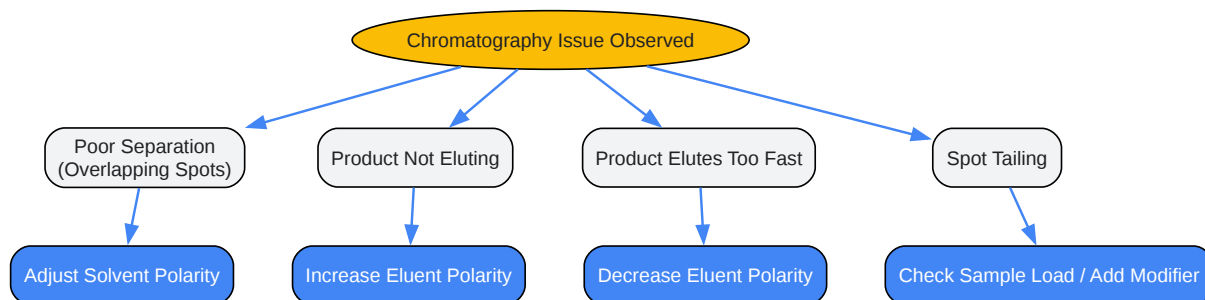 Chromatography Issue Observed
Poor Separation
(Overlapping Spots)
Product Not Eluting
Product Elutes Too Fast
Spot Tailing
Adjust Solvent Polarity
Increase Eluent Polarity
Decrease Eluent Polarity
Check Sample Load / Add Modifier